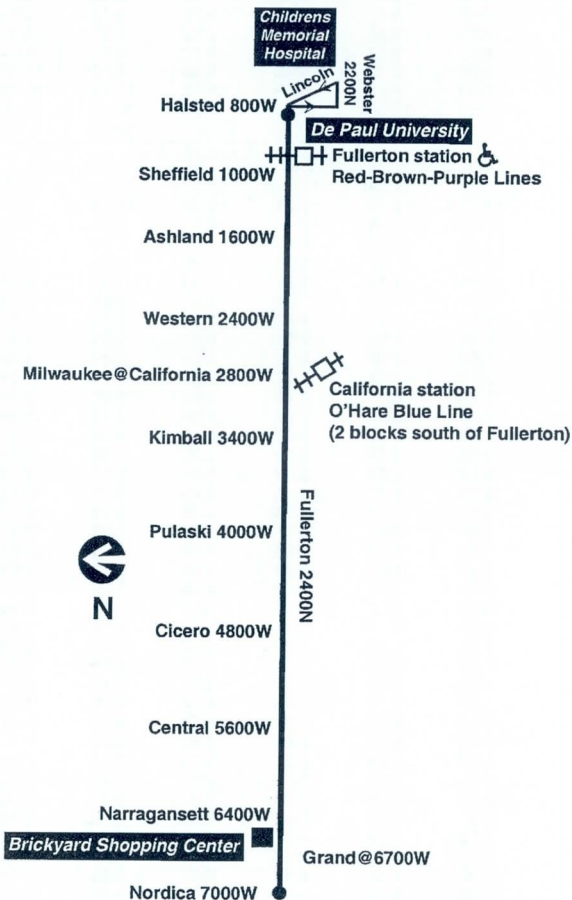 Childrens
Memorial
Hospital
Lincoln
Webster
2200N
Halsted 800W
De Paul University
Fullerton station
Red-Brown-Purple Lines
Sheffield 1000W
Ashland 1600W
Western 2400W
Milwaukee@California 2800W
California station
O'Hare Blue Line
(2 blocks south of Fullerton)
Kimball 3400W
Fullerton 2400N
Pulaski 4000W
N
Cicero 4800W
Central 5600W
Narragansett 6400W
Brickyard Shopping Center
Grand@6700W
Nordica 7000W